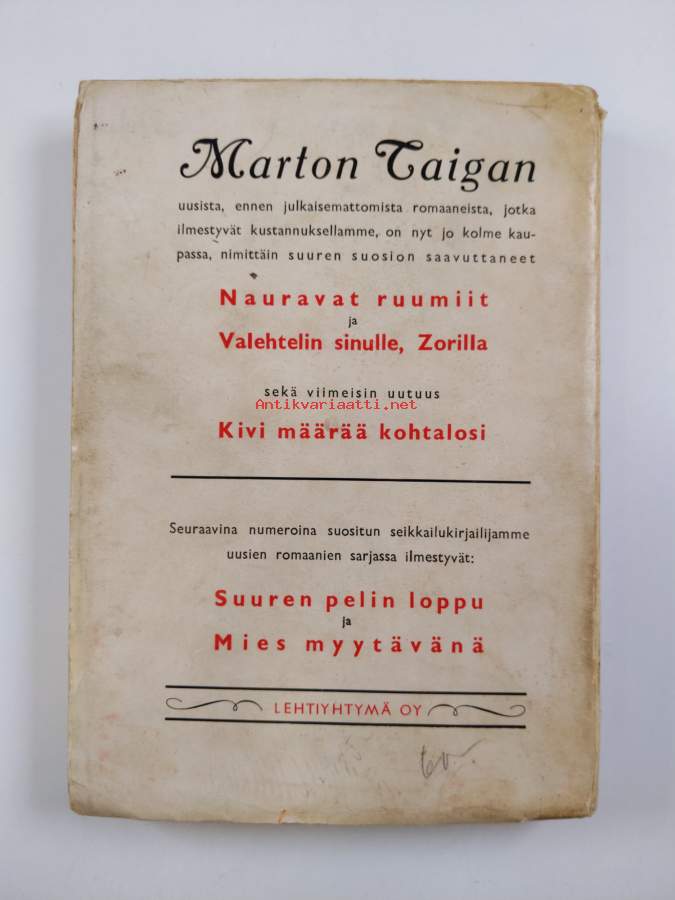 Marton Taigan
uusista, ennen julkaisemattomista romaaneista, jotka
ilmestyvät kustannuksellamme, on nyt jo kolme kau-
passa, nimittäin suuren suosion saavuttaneet
Nauravat ruumiit
ja
Valehtelin sinulle, Zorilla
sekä viimeisin uutuus
Antikvariaatti.net
Kivi määrää kohtalosi
Seuraavina numeroina suositun seikkailukirjailijamme
uusien romaanien sarjassa ilmestyvät:
Suuren pelin loppu
ja
Mies myytävänä
LEHTIYHTYMÄ OY
60.-